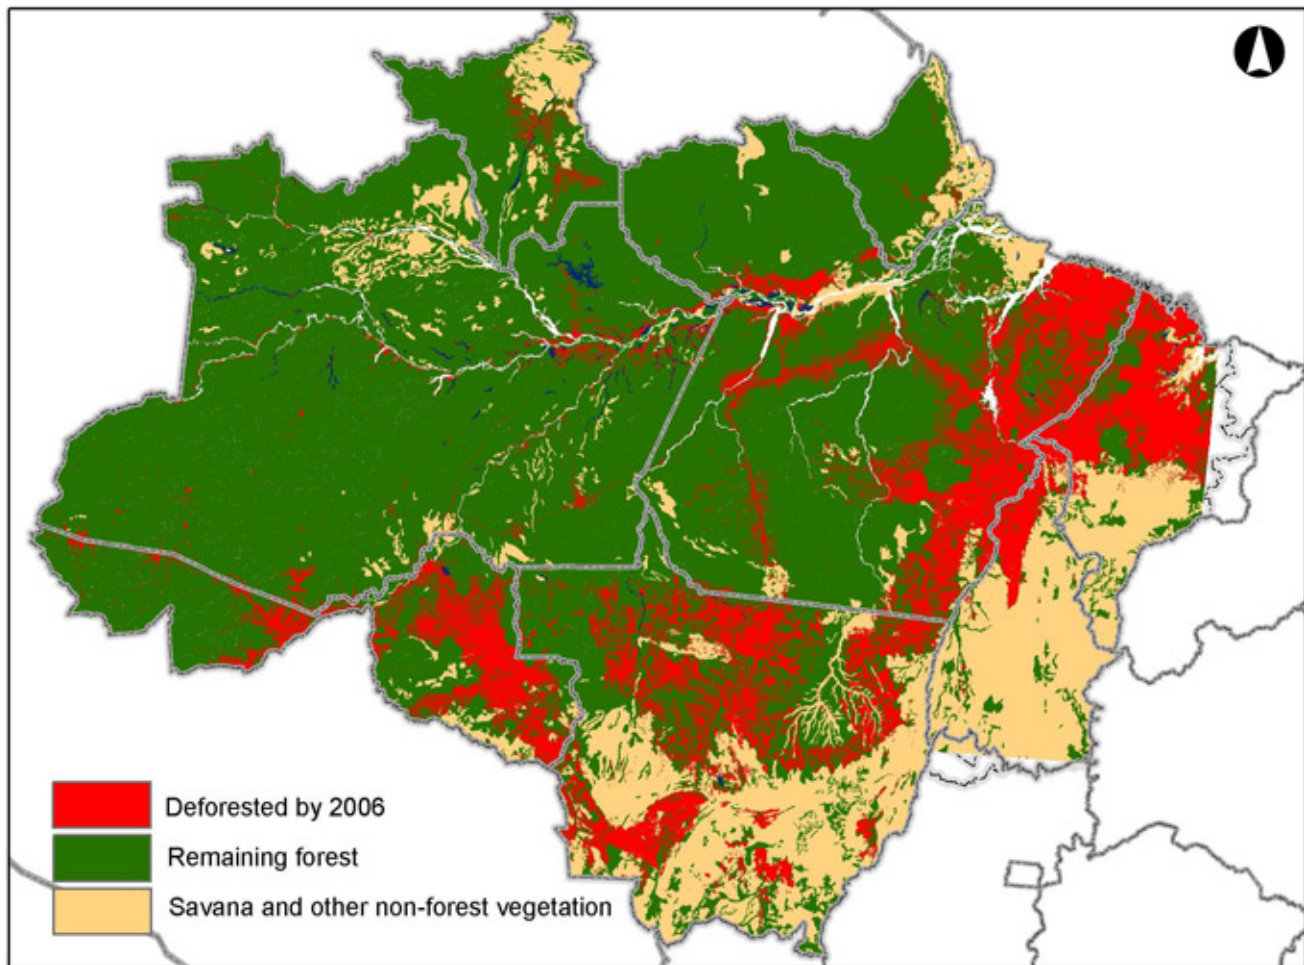 Deforested by 2006
Remaining forest
Savana and other non-forest vegetation